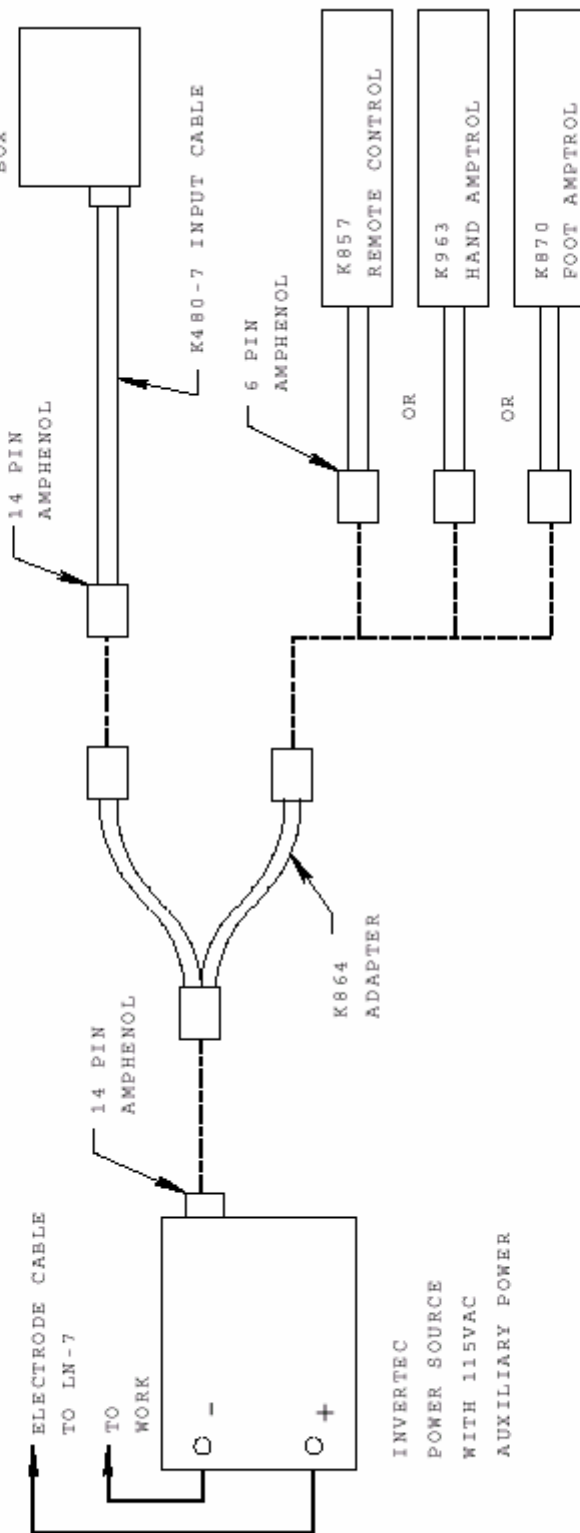 ELECTRODE CABLE
TO LN-7
TO
WORK
-
+
INVERTEC
POWER SOURCE
WITH 115VAC
AUXILIARY POWER
14 PIN
AMPHENOL
K864
ADAPTER
14 PIN
AMPHENOL
K480-7 INPUT CABLE
BOX
6 PIN
AMPHENOL
K857
REMOTE CONTROL
OR
K963
HAND AMPTROL
OR
K870
FOOT AMPTROL